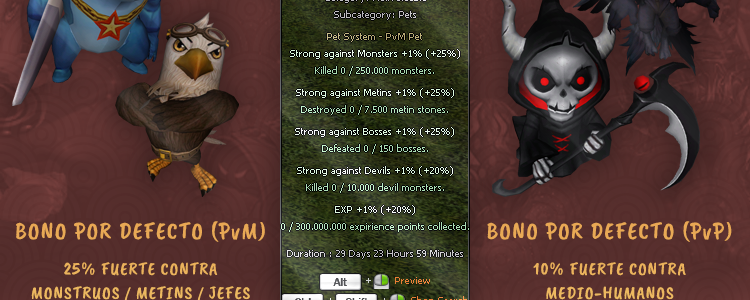 Subcategory: Pets
Pet System - PvM Pet
Strong against Monsters +1% (+25%)
Killed 0 / 250.000 monsters.
Strong against Metins +1% (+25%)
Destroyed 0 / 7.500 metin stones.
Strong against Bosses +1% (+25%)
Defeated 0 / 150 bosses.
Strong against Devils +1% (+20%)
Killed 0 / 10.000 devil monsters.
EXP +1% (+20%)
0 / 300.000.000 expirience points collected.
Duration : 29 Days 23 Hours 59 Minutes
Alt + Preview
BONO POR DEFECTO (PvM)
25% FUERTE CONTRA
MONSTRUOS / METINS / JEFES
BONO POR DEFECTO (PvP)
10% FUERTE CONTRA
MEDIO-HUMANOS